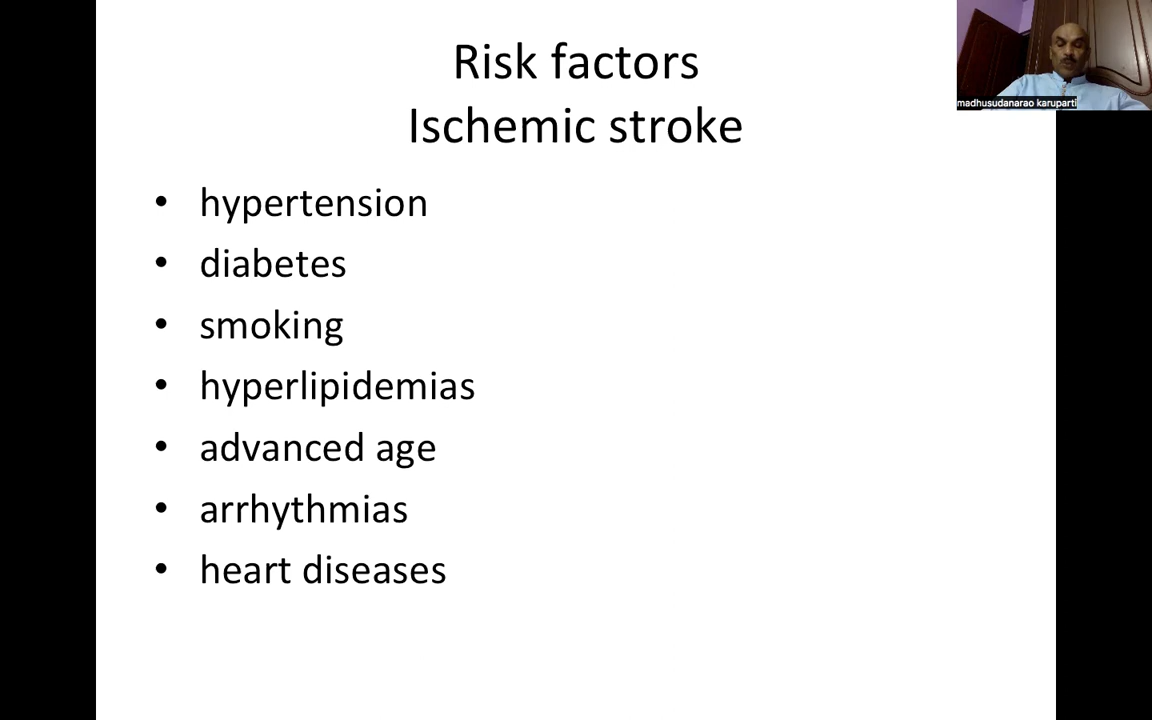 Risk factors
Ischemic stroke
• hypertension
• diabetes
• smoking
• hyperlipidemias
• advanced age
• arrhythmias
• heart diseases
madhusudanarao karuparti